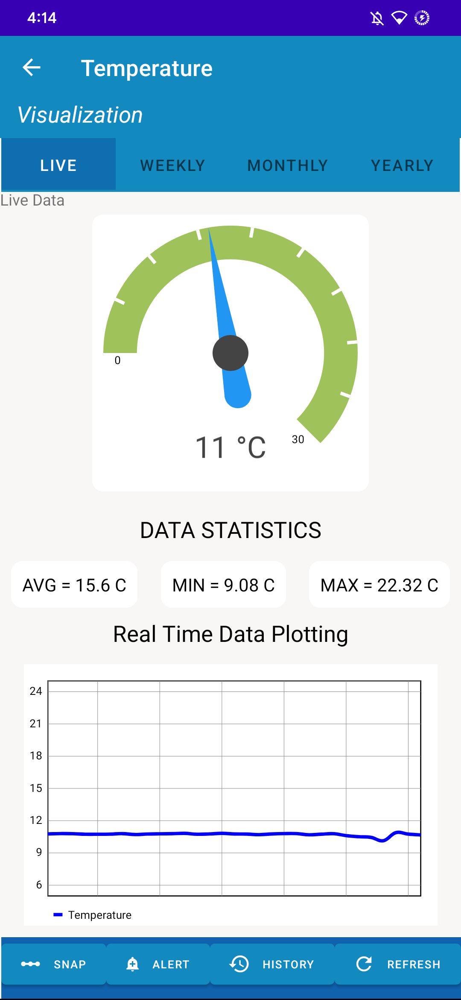 4:14
Temperature
Visualization
LIVE WEEKLY MONTHLY YEARLY
Live Data
0
30
11 °C
DATA STATISTICS
AVG = 15.6 C MIN = 9.08 C MAX = 22.32 C
Real Time Data Plotting
24
21
18
15
12
9
6
Temperature
SNAP ALERT HISTORY REFRESH